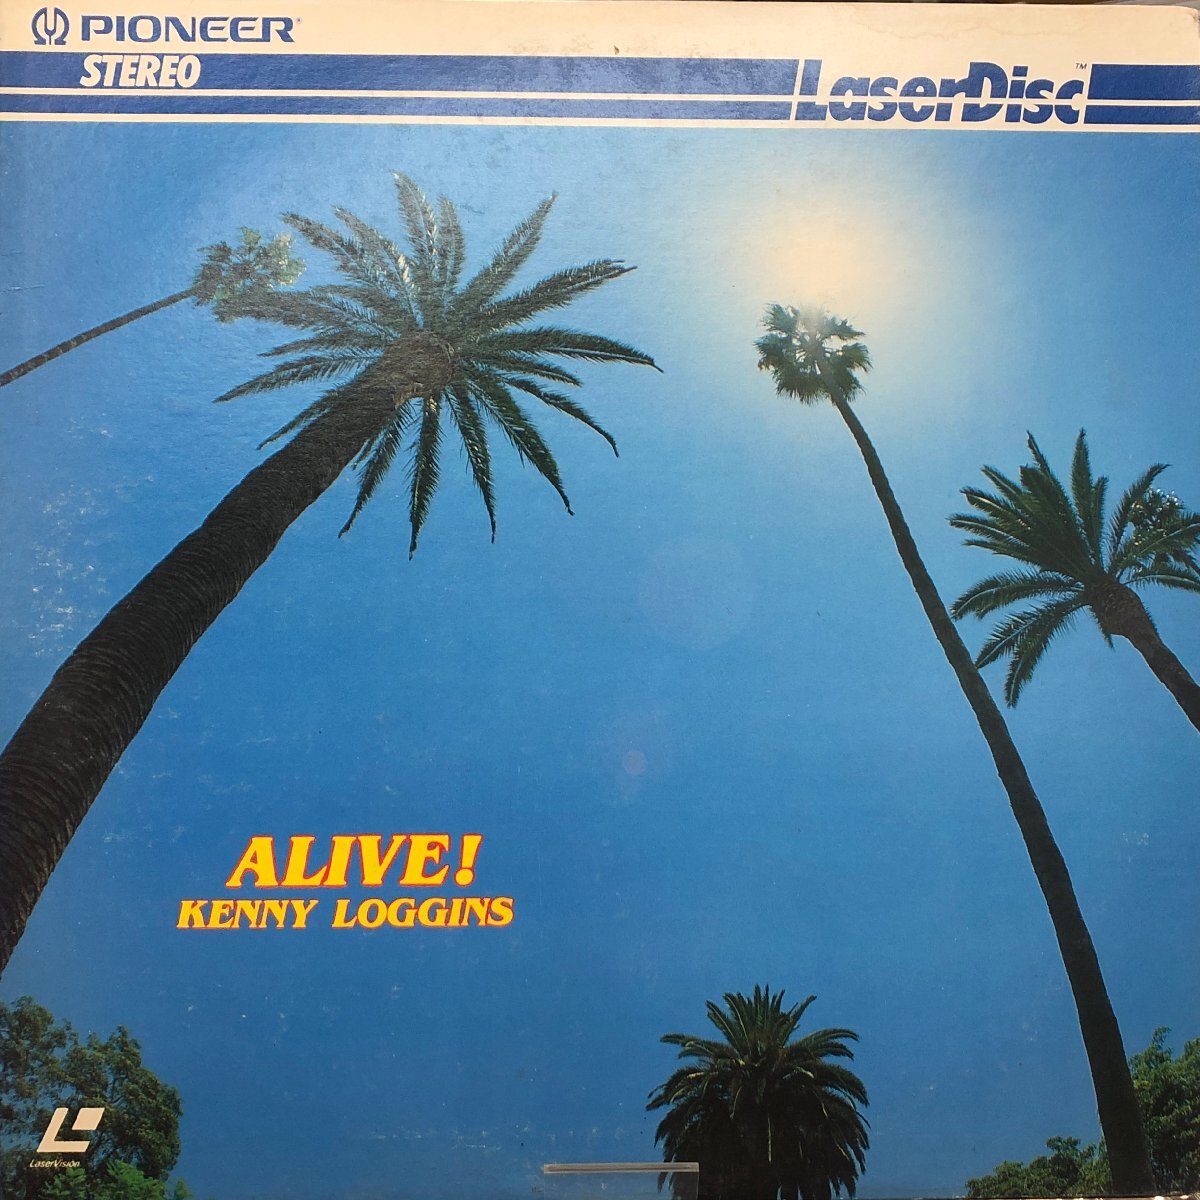 PIONEER®
STEREO
LaserDisc™
ALIVE!
KENNY LOGGINS
LaserVision